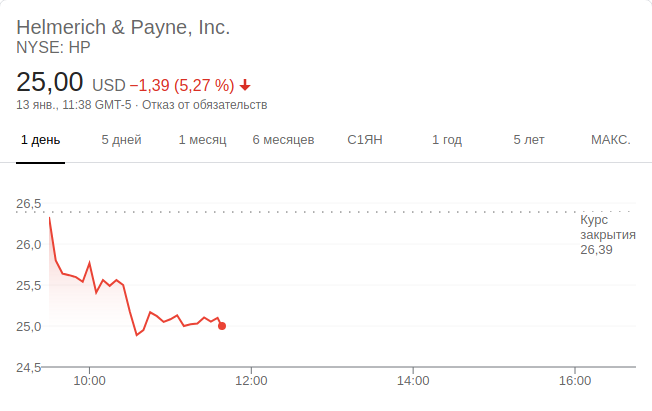 Helmerich & Payne, Inc.
NYSE: HP
25,00 USD −1,39 (5,27 %)
13 янв., 11:38 GMT-5 · Отказ от обязательств
1 день 5 дней 1 месяц 6 месяцев С1ЯН 1 год 5 лет МАКС.
26,5
Курс
закрытия
26,39
26,0
25,5
25,0
24,5
10:00 12:00 14:00 16:00